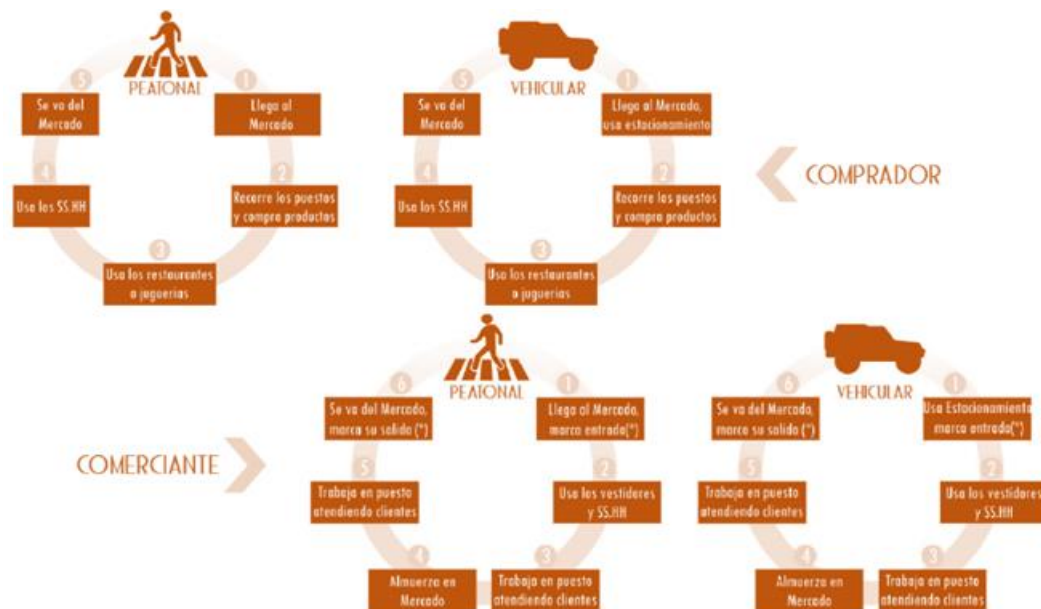 PEATONAL
1
Llega al
Mercado
2
Recorre los puestos
y compra productos
3
Usa los restaurantes
o juguerias
4
Usa los SS.HH
5
Se va del
Mercado
VEHICULAR
1
Llega al Mercado,
usa estacionamiento
2
Recorre los puestos
y compra productos
3
Usa los restaurantes
o juguerias
4
Usa los SS.HH
5
Se va del
Mercado
COMPRADOR
COMERCIANTE
PEATONAL
1
Llega al Mercado,
marca entrada(*)
2
Usa los vestidores
y SS.HH
3
Trabaja en puesto
atendiendo clientes
4
Almuerza en
Mercado
5
Trabaja en puesto
atendiendo clientes
6
Se va del Mercado,
marca su salida (*)
VEHICULAR
1
Usa Estacionamiento
marca entrada(*)
2
Usa los vestidores
y SS.HH
3
Trabaja en puesto
atendiendo clientes
4
Almuerza en
Mercado
5
Trabaja en puesto
atendiendo clientes
6
Se va del Mercado,
marca su salida (*)